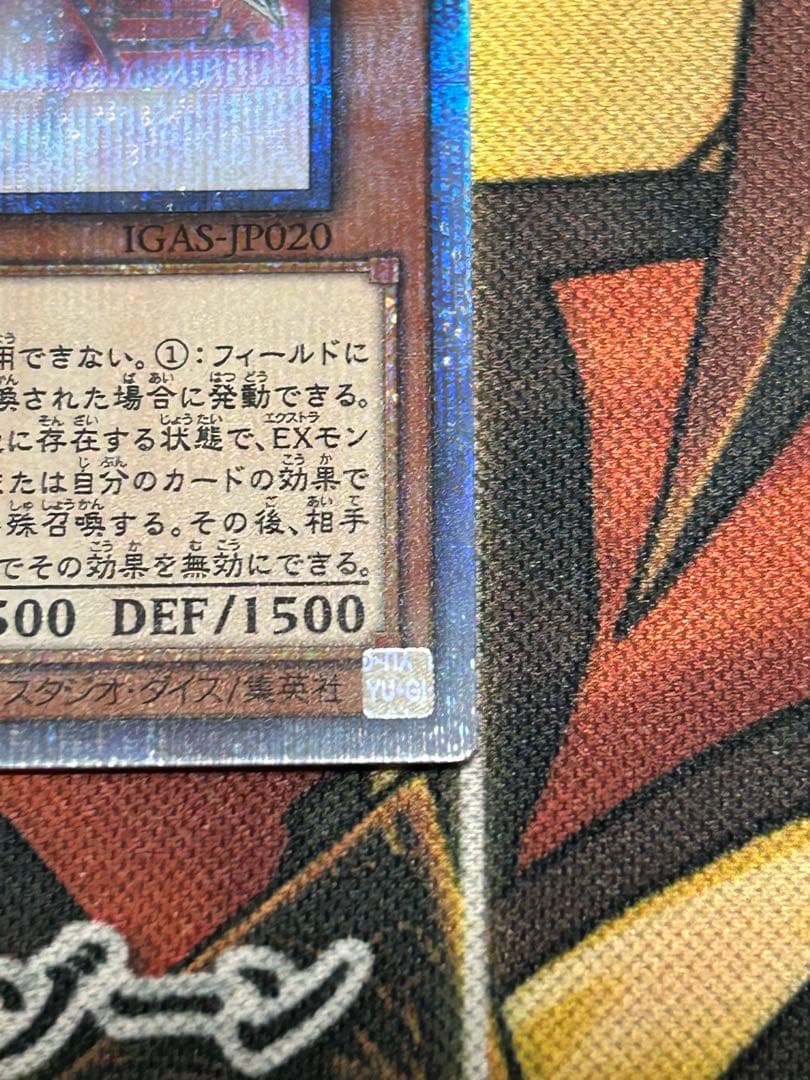 IGAS-JP020
用できない。①:フィールドに
喚された場合に発動できる。
に存在する状態で、EXモン
たは自分のカードの効果で
殊召喚する。その後、相手
でその効果を無効にできる。
500 DEF/1500
スタジオ・ダイス/集英社
YU-G
ゾーン